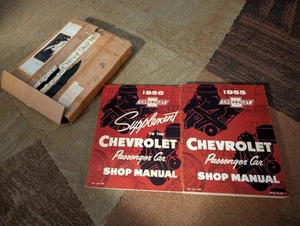 1956
CHEVROLET
Supplement
TO THE
CHEVROLET
Passenger Car
SHOP MANUAL
1955
CHEVROLET
CHEVROLET
Passenger Car
SHOP MANUAL